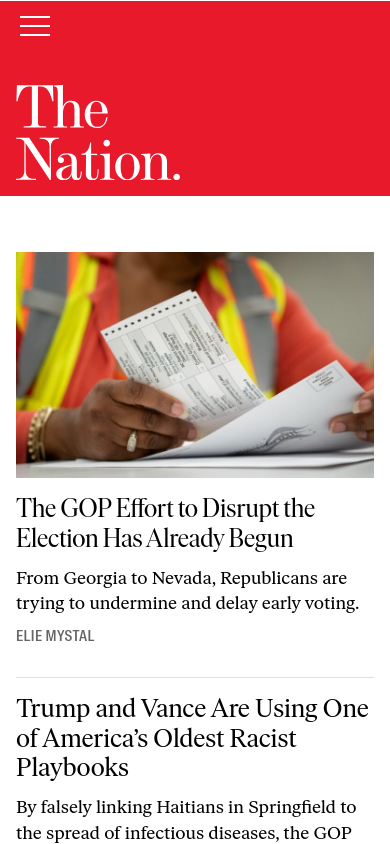 The
Nation.
The GOP Effort to Disrupt the
Election Has Already Begun
From Georgia to Nevada, Republicans are
trying to undermine and delay early voting.
ELIE MYSTAL
Trump and Vance Are Using One
of America’s Oldest Racist
Playbooks
By falsely linking Haitians in Springfield to
the spread of infectious diseases, the GOP